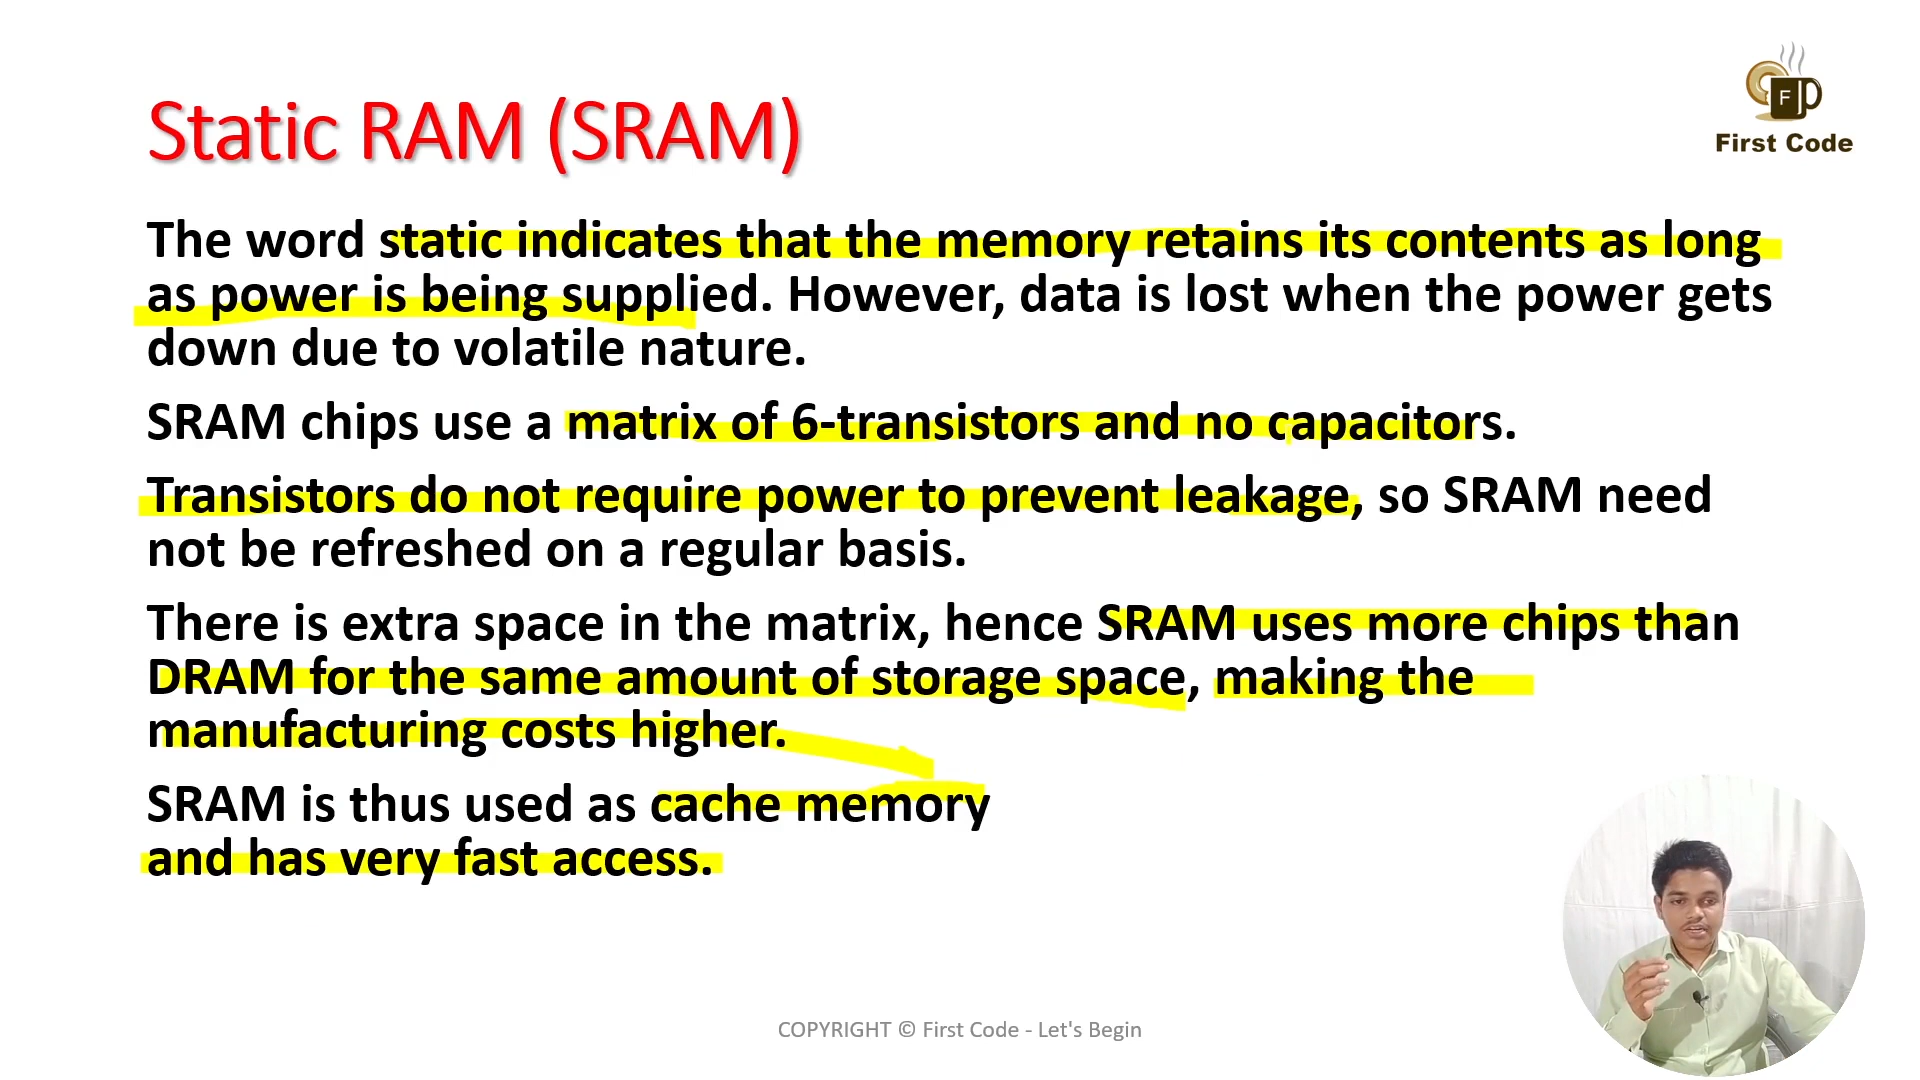 Static RAM (SRAM)
F
First Code
The word static indicates that the memory retains its contents as long
as power is being supplied. However, data is lost when the power gets
down due to volatile nature.
SRAM chips use a matrix of 6-transistors and no capacitors.
Transistors do not require power to prevent leakage, so SRAM need
not be refreshed on a regular basis.
There is extra space in the matrix, hence SRAM uses more chips than
DRAM for the same amount of storage space, making the
manufacturing costs higher.
SRAM is thus used as cache memory
and has very fast access.
COPYRIGHT © First Code - Let's Begin